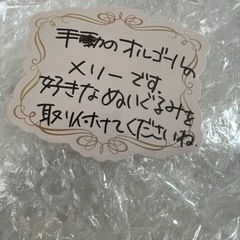 手動のオルゴールの
メリーです。
好きなぬいぐるみを
取り付けてくださいね.